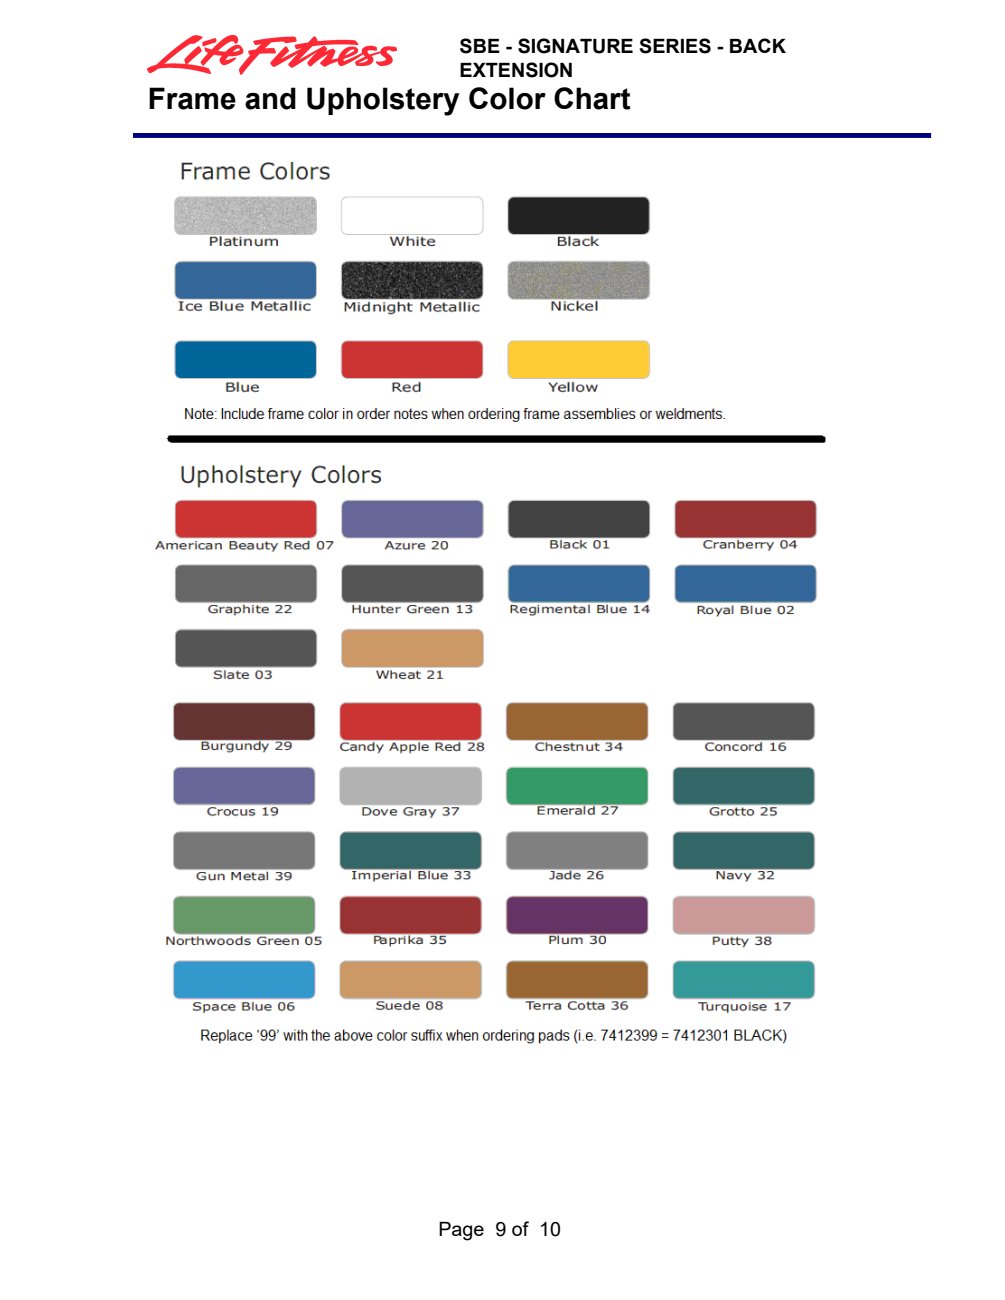 Life Fitness
SBE - SIGNATURE SERIES - BACK
EXTENSION
Frame and Upholstery Color Chart
Frame Colors
Platinum White Black
Ice Blue Metallic Midnight Metallic Nickel
Blue Red Yellow
Note: Include frame color in order notes when ordering frame assemblies or weldments.
Upholstery Colors
American Beauty Red 07 Azure 20 Black 01 Cranberry 04
Graphite 22 Hunter Green 13 Regimental Blue 14 Royal Blue 02
Slate 03 Wheat 21
Burgundy 29 Candy Apple Red 28 Chestnut 34 Concord 16
Crocus 19 Dove Gray 37 Emerald 27 Grotto 25
Gun Metal 39 Imperial Blue 33 Jade 26 Navy 32
Northwoods Green 05 Paprika 35 Plum 30 Putty 38
Space Blue 06 Suede 08 Terra Cotta 36 Turquoise 17
Replace ‘99’ with the above color suffix when ordering pads (i.e. 7412399 = 7412301 BLACK)
Page 9 of 10